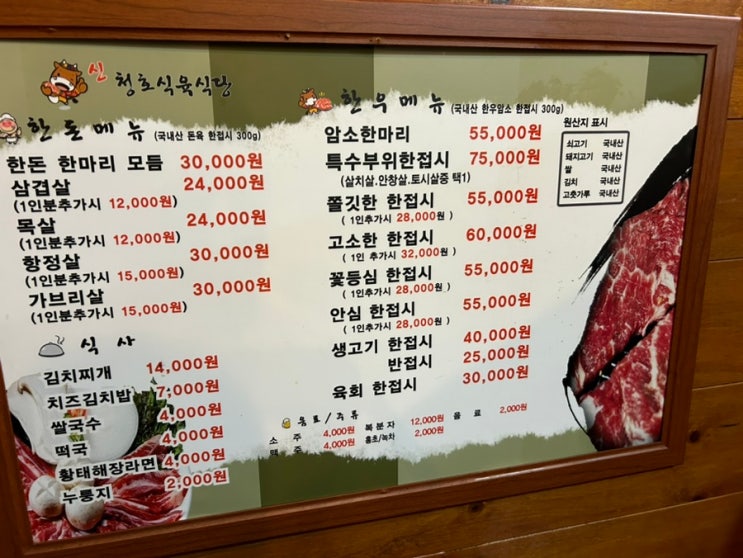 신 청호식육식당
한돈메뉴 (국내산 돈육 한접시 300g)
한돈 한마리 모듬 30,000원
삼겹살 24,000원
(1인분추가시 12,000원)
목살 24,000원
(1인분추가시 12,000원)
항정살 30,000원
(1인분추가시 15,000원)
가브리살 30,000원
(1인분추가시 15,000원)
식사
김치찌개 14,000원
치즈김치밥 7,000원
쌀국수 4,000원
떡국 4,000원
황태해장라면 4,000원
누룽지 2,000원
한우메뉴 (국내산 한우암소 한접시 300g)
암소한마리 55,000원
특수부위한접시 75,000원
(살치살.안창살.토시살중 택1)
쫄깃한 한접시 55,000원
( 1인추가시 28,000원 )
고소한 한접시 60,000원
( 1인 추가시 32,000원 )
꽃등심 한접시 55,000원
( 1인추가시 28,000원 )
안심 한접시 55,000원
( 1인추가시 28,000원 )
생고기 한접시 40,000원
반접시 25,000원
육회 한접시 30,000원
음료/주류
소주 4,000원 복분자 12,000원 음료 2,000원
맥주 4,000원 홍초/녹차 2,000원
원산지 표시
쇠고기 국내산
돼지고기 국내산
쌀 국내산
김치 국내산
고춧가루 국내산